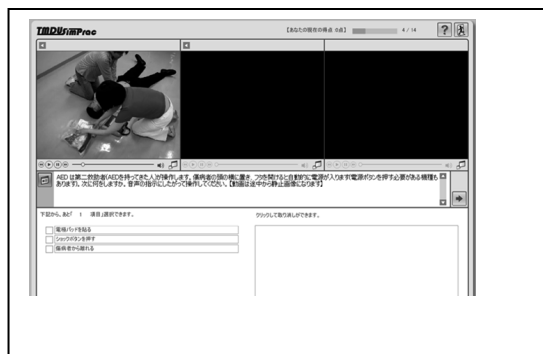 TMDUSimPrac
【あなたの現在の得点 0点】 4 / 14 ?
AED は第二救助者(AEDを持ってきた人)が操作します。傷病者の頭の横に置き、フタを開けると自動的に電源が入ります(電源ボタンを押す必要がある機種も
あります)。次に何をしますか。音声の指示にしたがって操作してください。【動画は途中から静止画像になります】
下記から、あと「 1 項目」選択できます。
クリックして取り消しができます。
電極パッドを貼る
ショックボタンを押す
傷病者から離れる